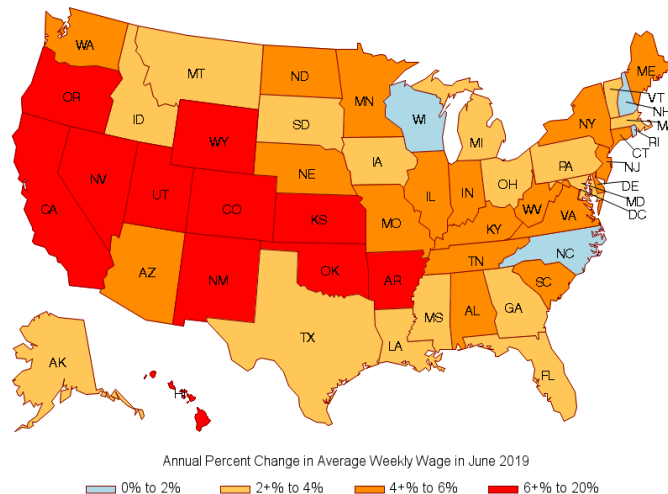 WA
MT
ND
MN
ME
VT
NH
OR
ID
WY
SD
WI
MI
NY
M
RI
CT
NJ
NE
IA
PA
OH
DE
MD
DC
NV
UT
CO
KS
MO
IL
IN
WV
VA
KY
CA
AZ
NM
OK
AR
TN
NC
SC
TX
LA
MS
AL
GA
FL
AK
HI
Annual Percent Change in Average Weekly Wage in June 2019
0% to 2% 2+% to 4% 4+% to 6% 6+% to 20%